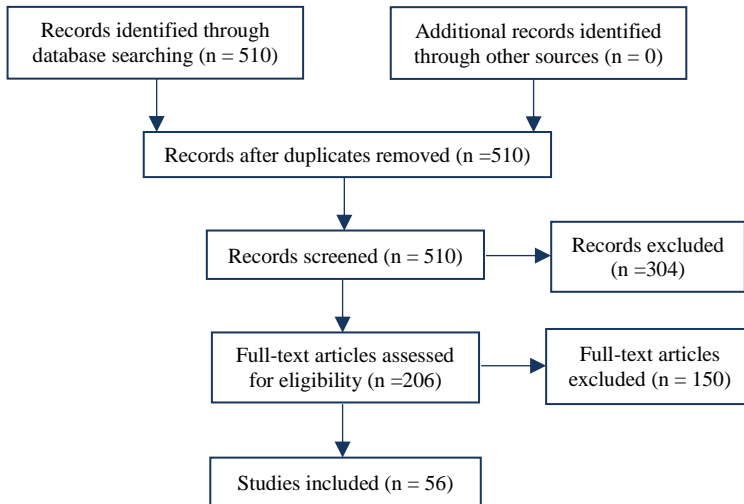 Records identified through
database searching (n = 510)
Additional records identified
through other sources (n = 0)
Records after duplicates removed (n =510)
Records screened (n = 510)
Records excluded
(n =304)
Full-text articles assessed
for eligibility (n =206)
Full-text articles
excluded (n = 150)
Studies included (n = 56)